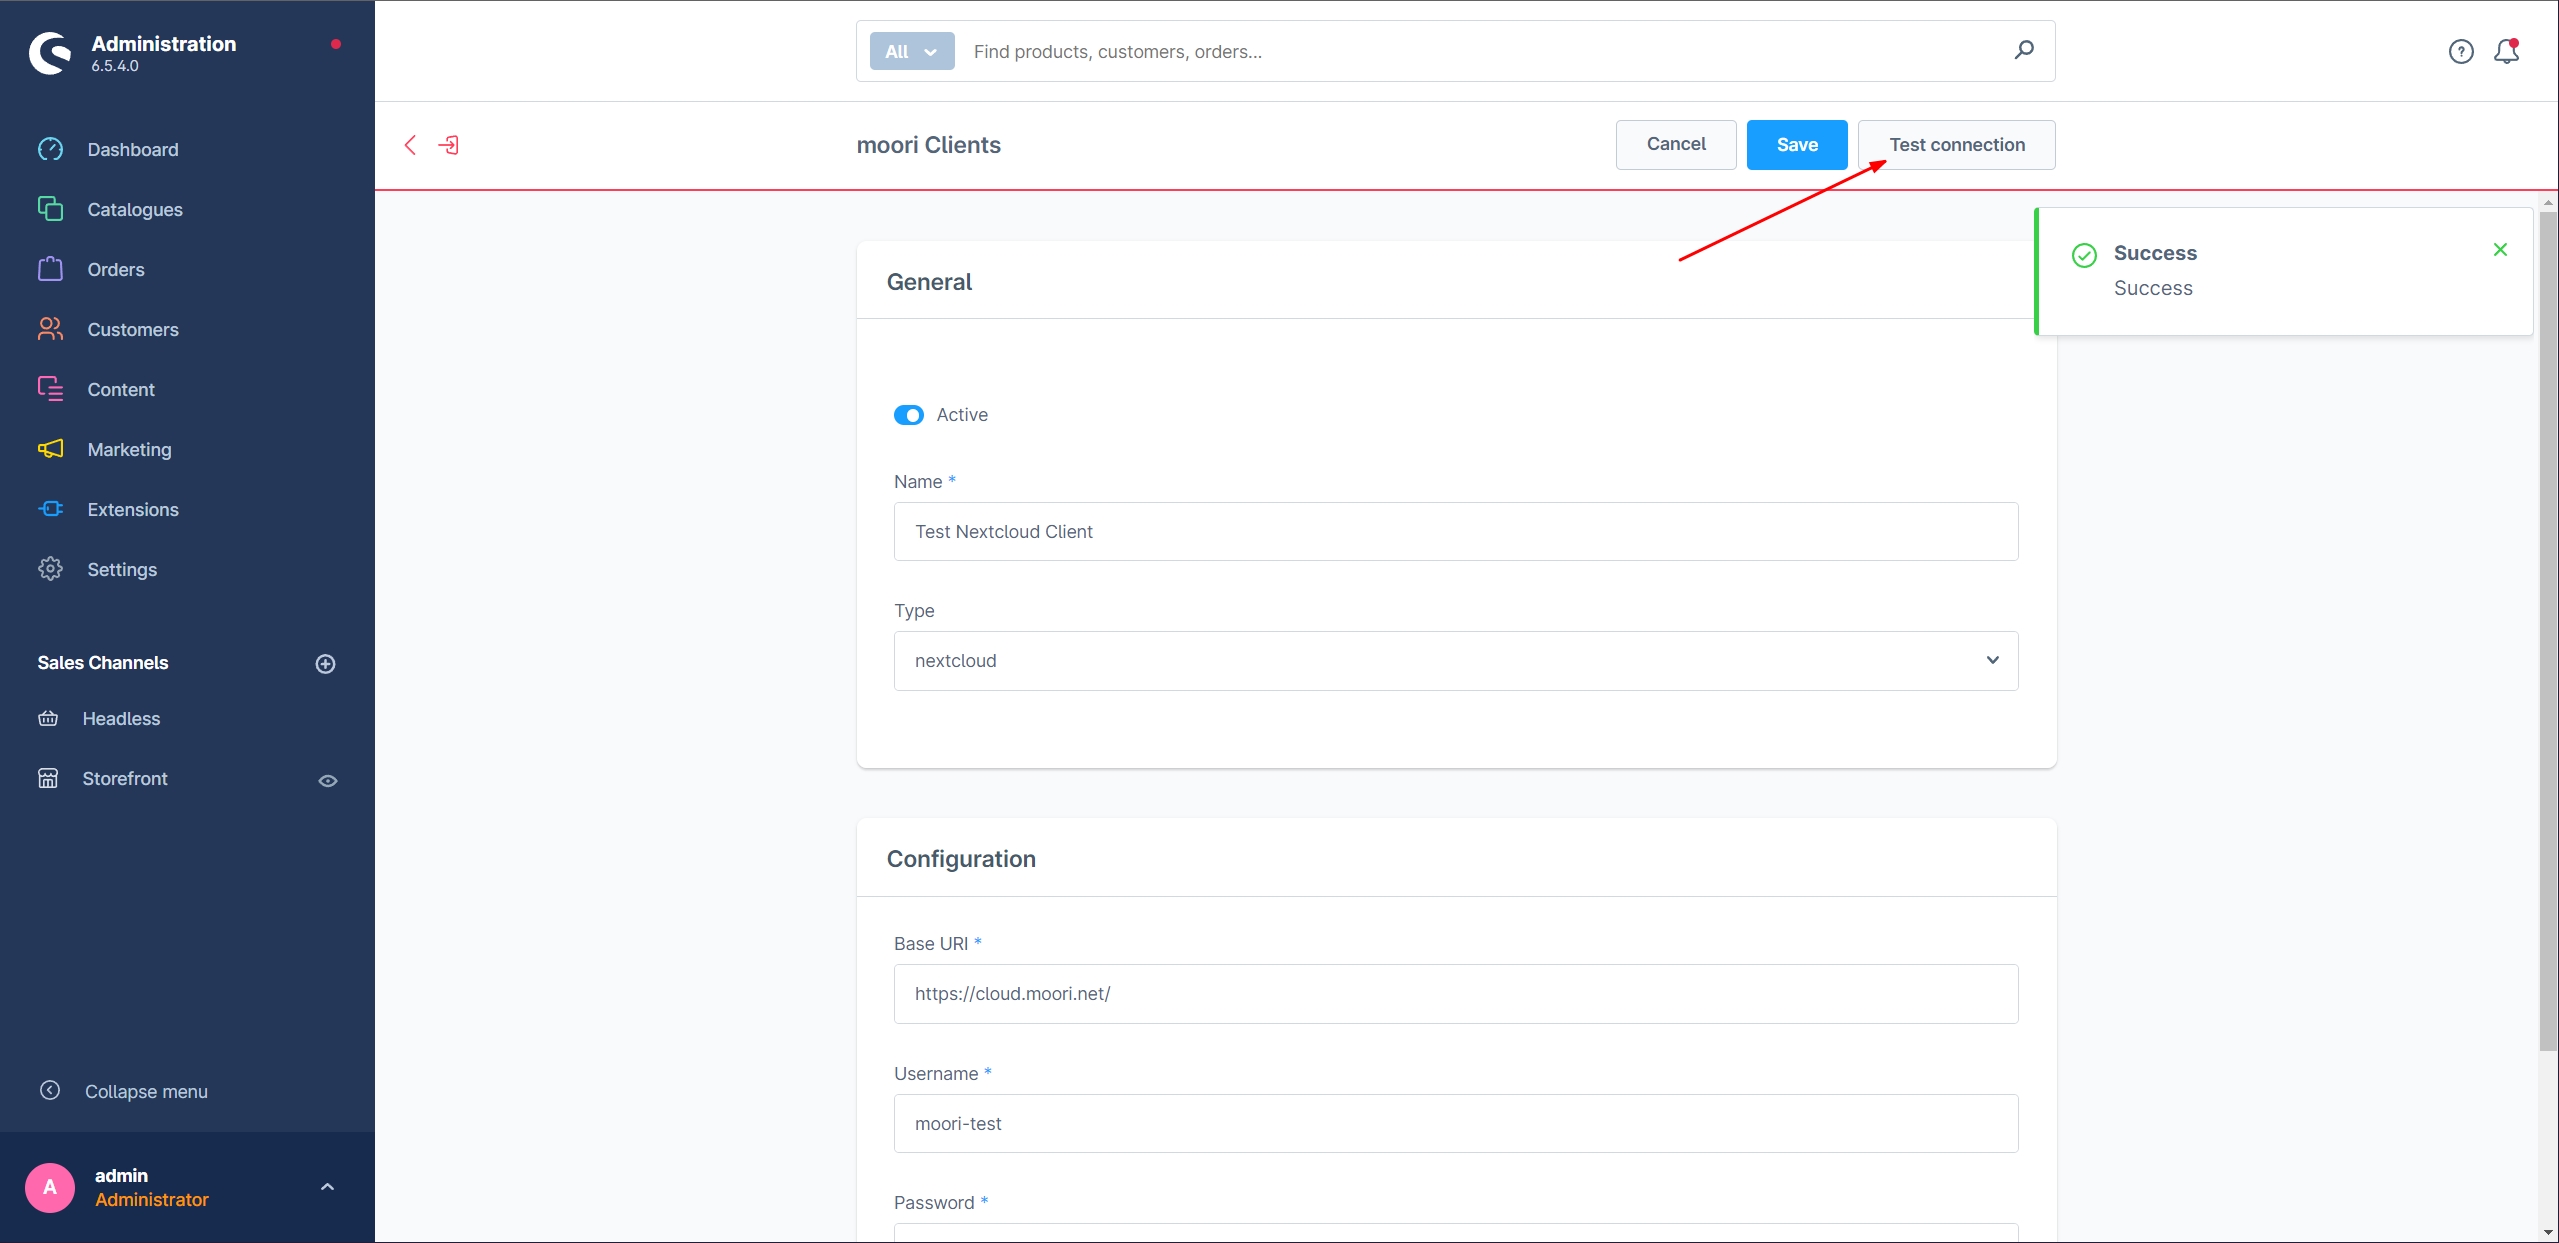 Administration
6.5.4.0
Dashboard
Catalogues
Orders
Customers
Content
Marketing
Extensions
Settings
Sales Channels
Headless
Storefront
Collapse menu
A
admin
Administrator
All
Find products, customers, orders...
moori Clients
Cancel
Save
Test connection
Success
Success
General
Active
Name *
Test Nextcloud Client
Type
nextcloud
Configuration
Base URI *
https://cloud.moori.net/
Username *
moori-test
Password *